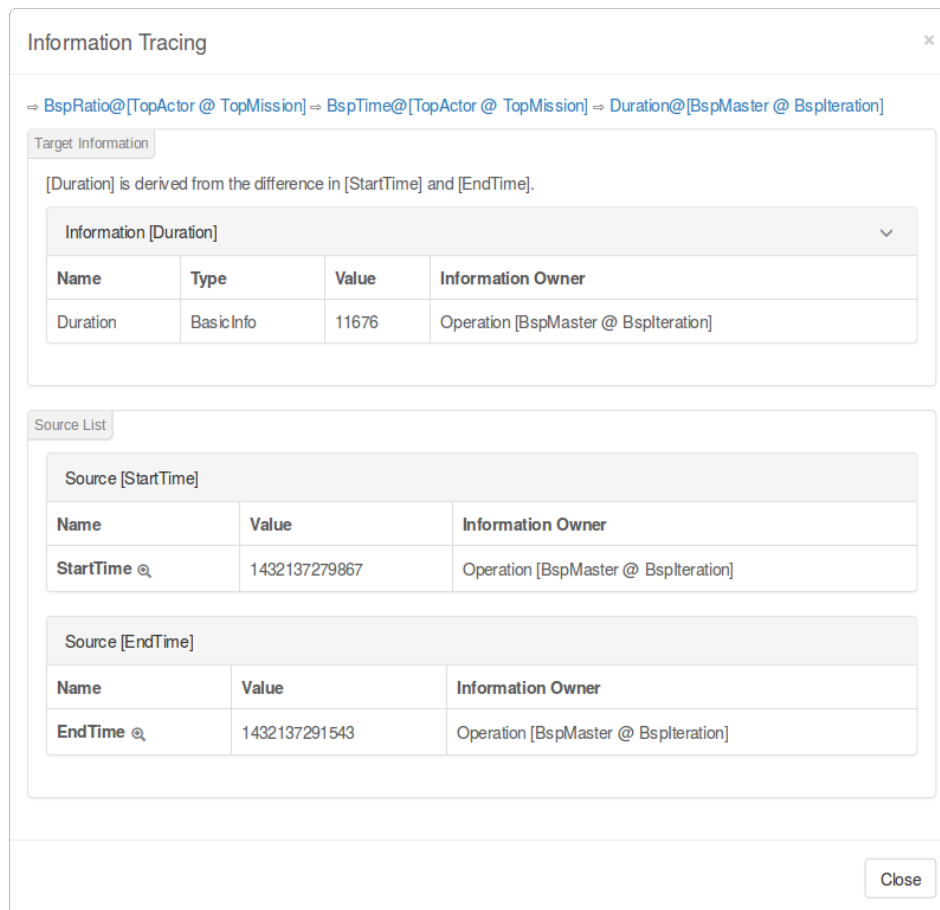 Information Tracing ×
⇨ BspRatio@[TopActor @ TopMission] ⇨ BspTime@[TopActor @ TopMission] ⇨ Duration@[BspMaster @ BspIteration]
Target Information
[Duration] is derived from the difference in [StartTime] and [EndTime].
Information [Duration]
Name Type Value Information Owner
Duration BasicInfo 11676 Operation [BspMaster @ BspIteration]
Source List
Source [StartTime]
Name Value Information Owner
StartTime 1432137279867 Operation [BspMaster @ BspIteration]
Source [EndTime]
Name Value Information Owner
EndTime 1432137291543 Operation [BspMaster @ BspIteration]
Close